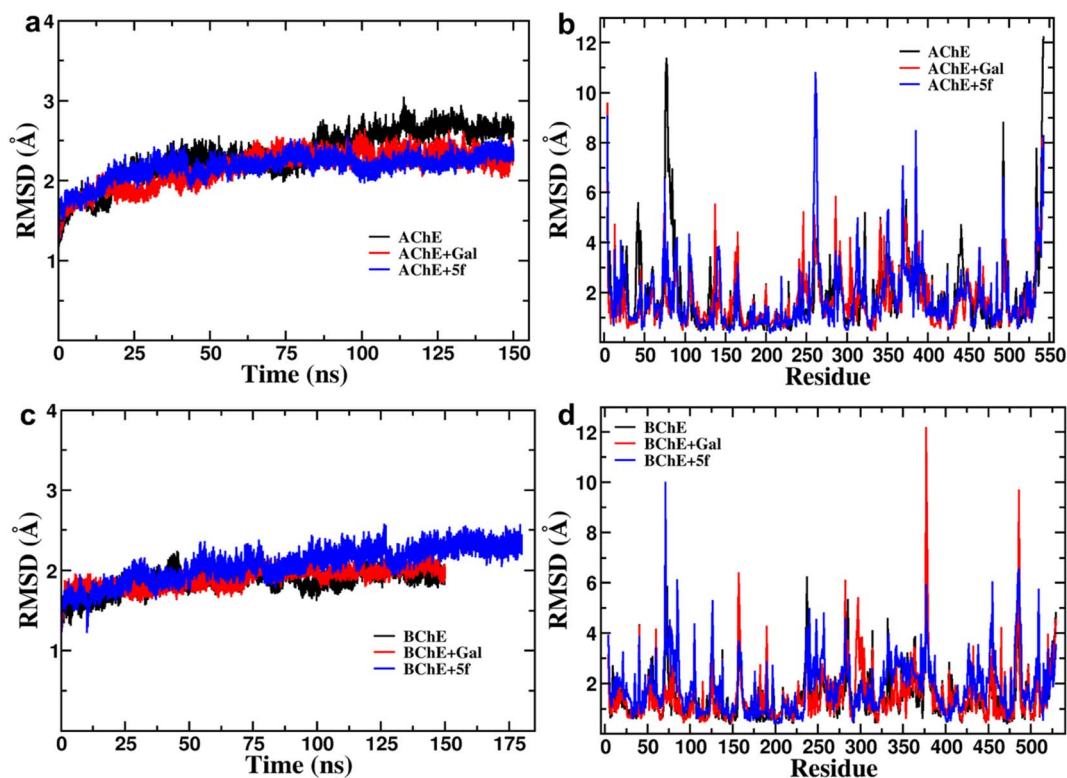 a
RMSD (Å)
4
3
2
1
0
AChE
AChE+Gal
AChE+5f
0 25 50 75 100 125 150
Time (ns)
b
RMSD (Å)
12
10
8
6
4
2
AChE
AChE+Gal
AChE+5f
0 50 100 150 200 250 300 350 400 450 500 550
Residue
c
RMSD (Å)
4
3
2
1
BChE
BChE+Gal
BChE+5f
0 25 50 75 100 125 150 175
Time (ns)
d
RMSD (Å)
12
10
8
6
4
2
BChE
BChE+Gal
BChE+5f
0 50 100 150 200 250 300 350 400 450 500
Residue